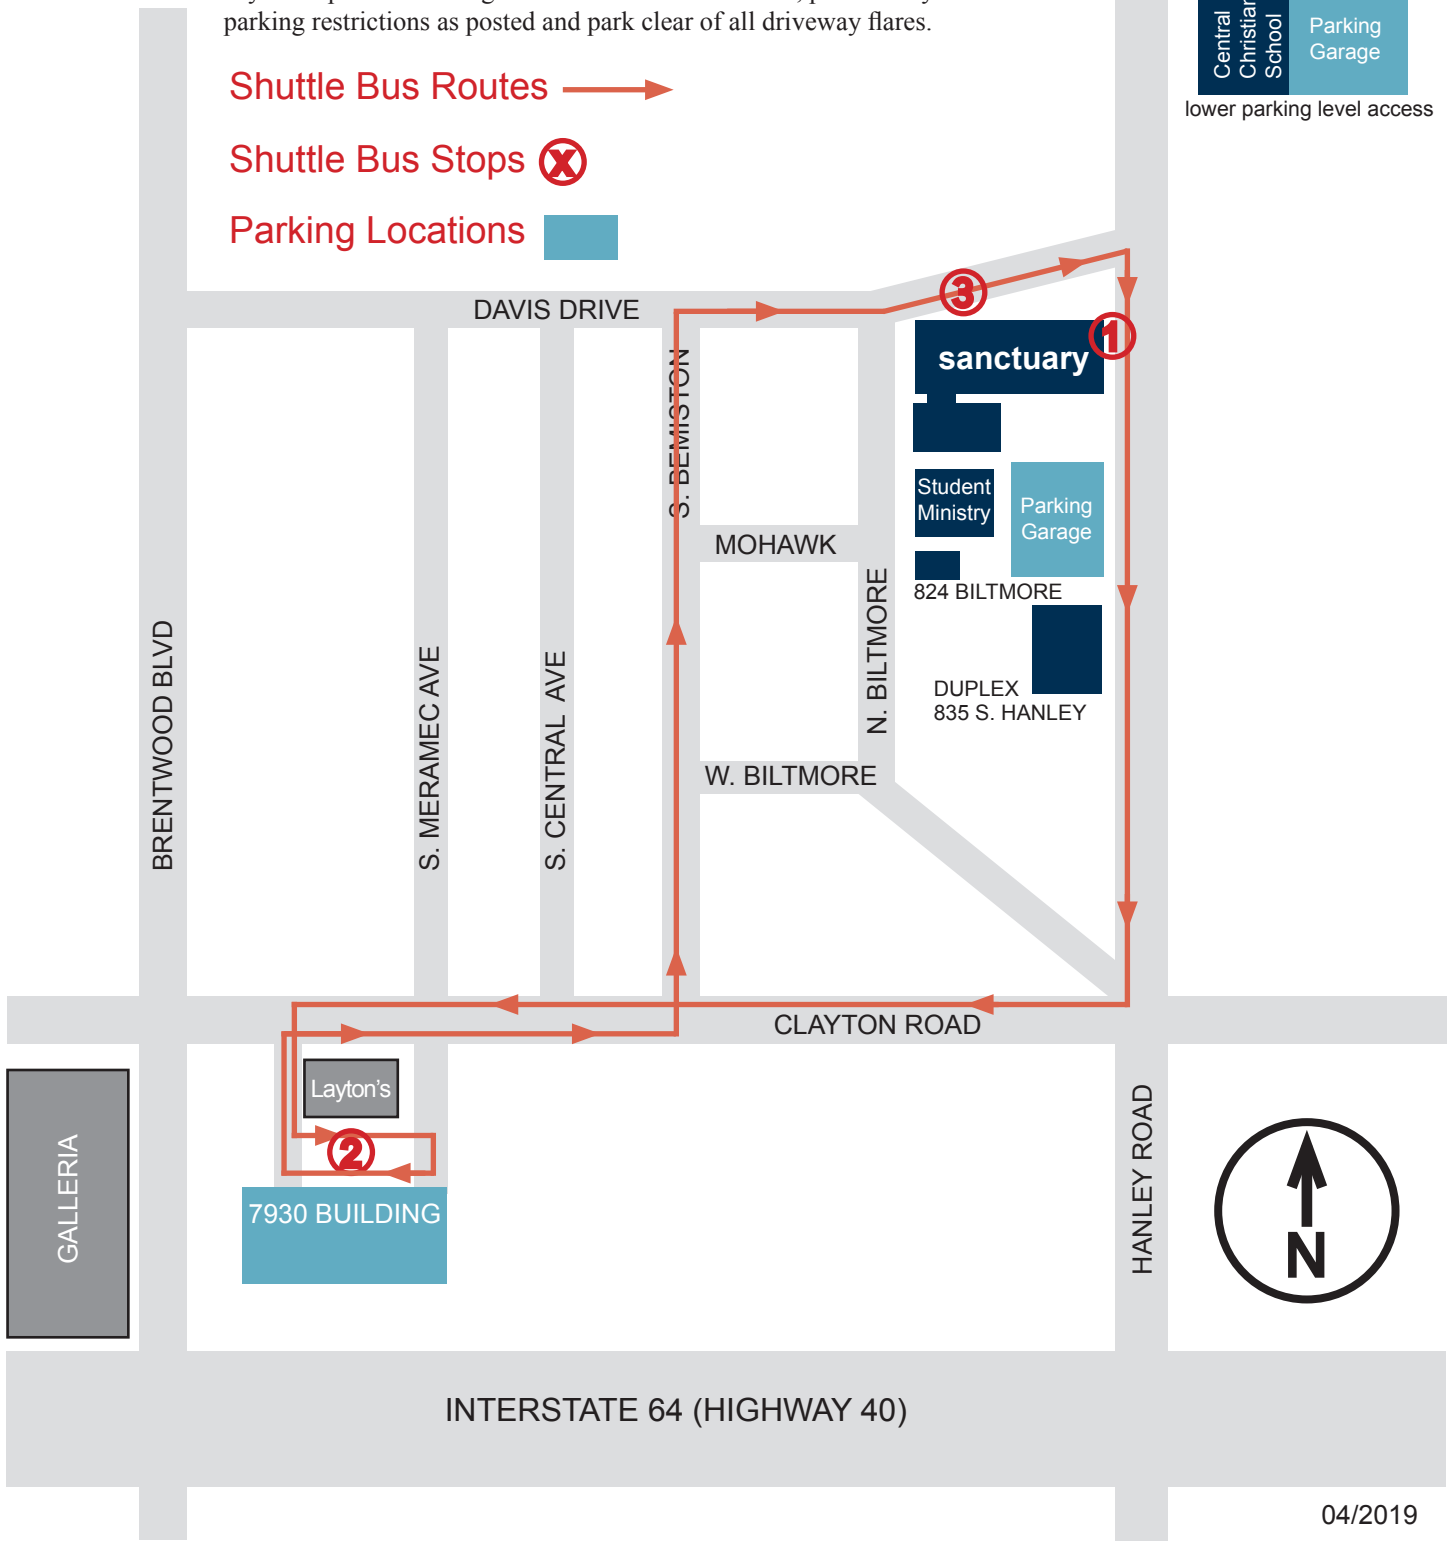 parking restrictions as posted and park clear of all driveway flares.
Central
Christian
School
Parking
Garage
lower parking level access
Shuttle Bus Routes
Shuttle Bus Stops X
Parking Locations
DAVIS DRIVE
3
1
sanctuary
S. BEMISTON
Student
Ministry
Parking
Garage
MOHAWK
824 BILTMORE
N. BILTMORE
BRENTWOOD BLVD
S. MERAMEC AVE
S. CENTRAL AVE
DUPLEX
835 S. HANLEY
W. BILTMORE
CLAYTON ROAD
Layton's
2
GALLERIA
HANLEY ROAD
7930 BUILDING
N
INTERSTATE 64 (HIGHWAY 40)
04/2019